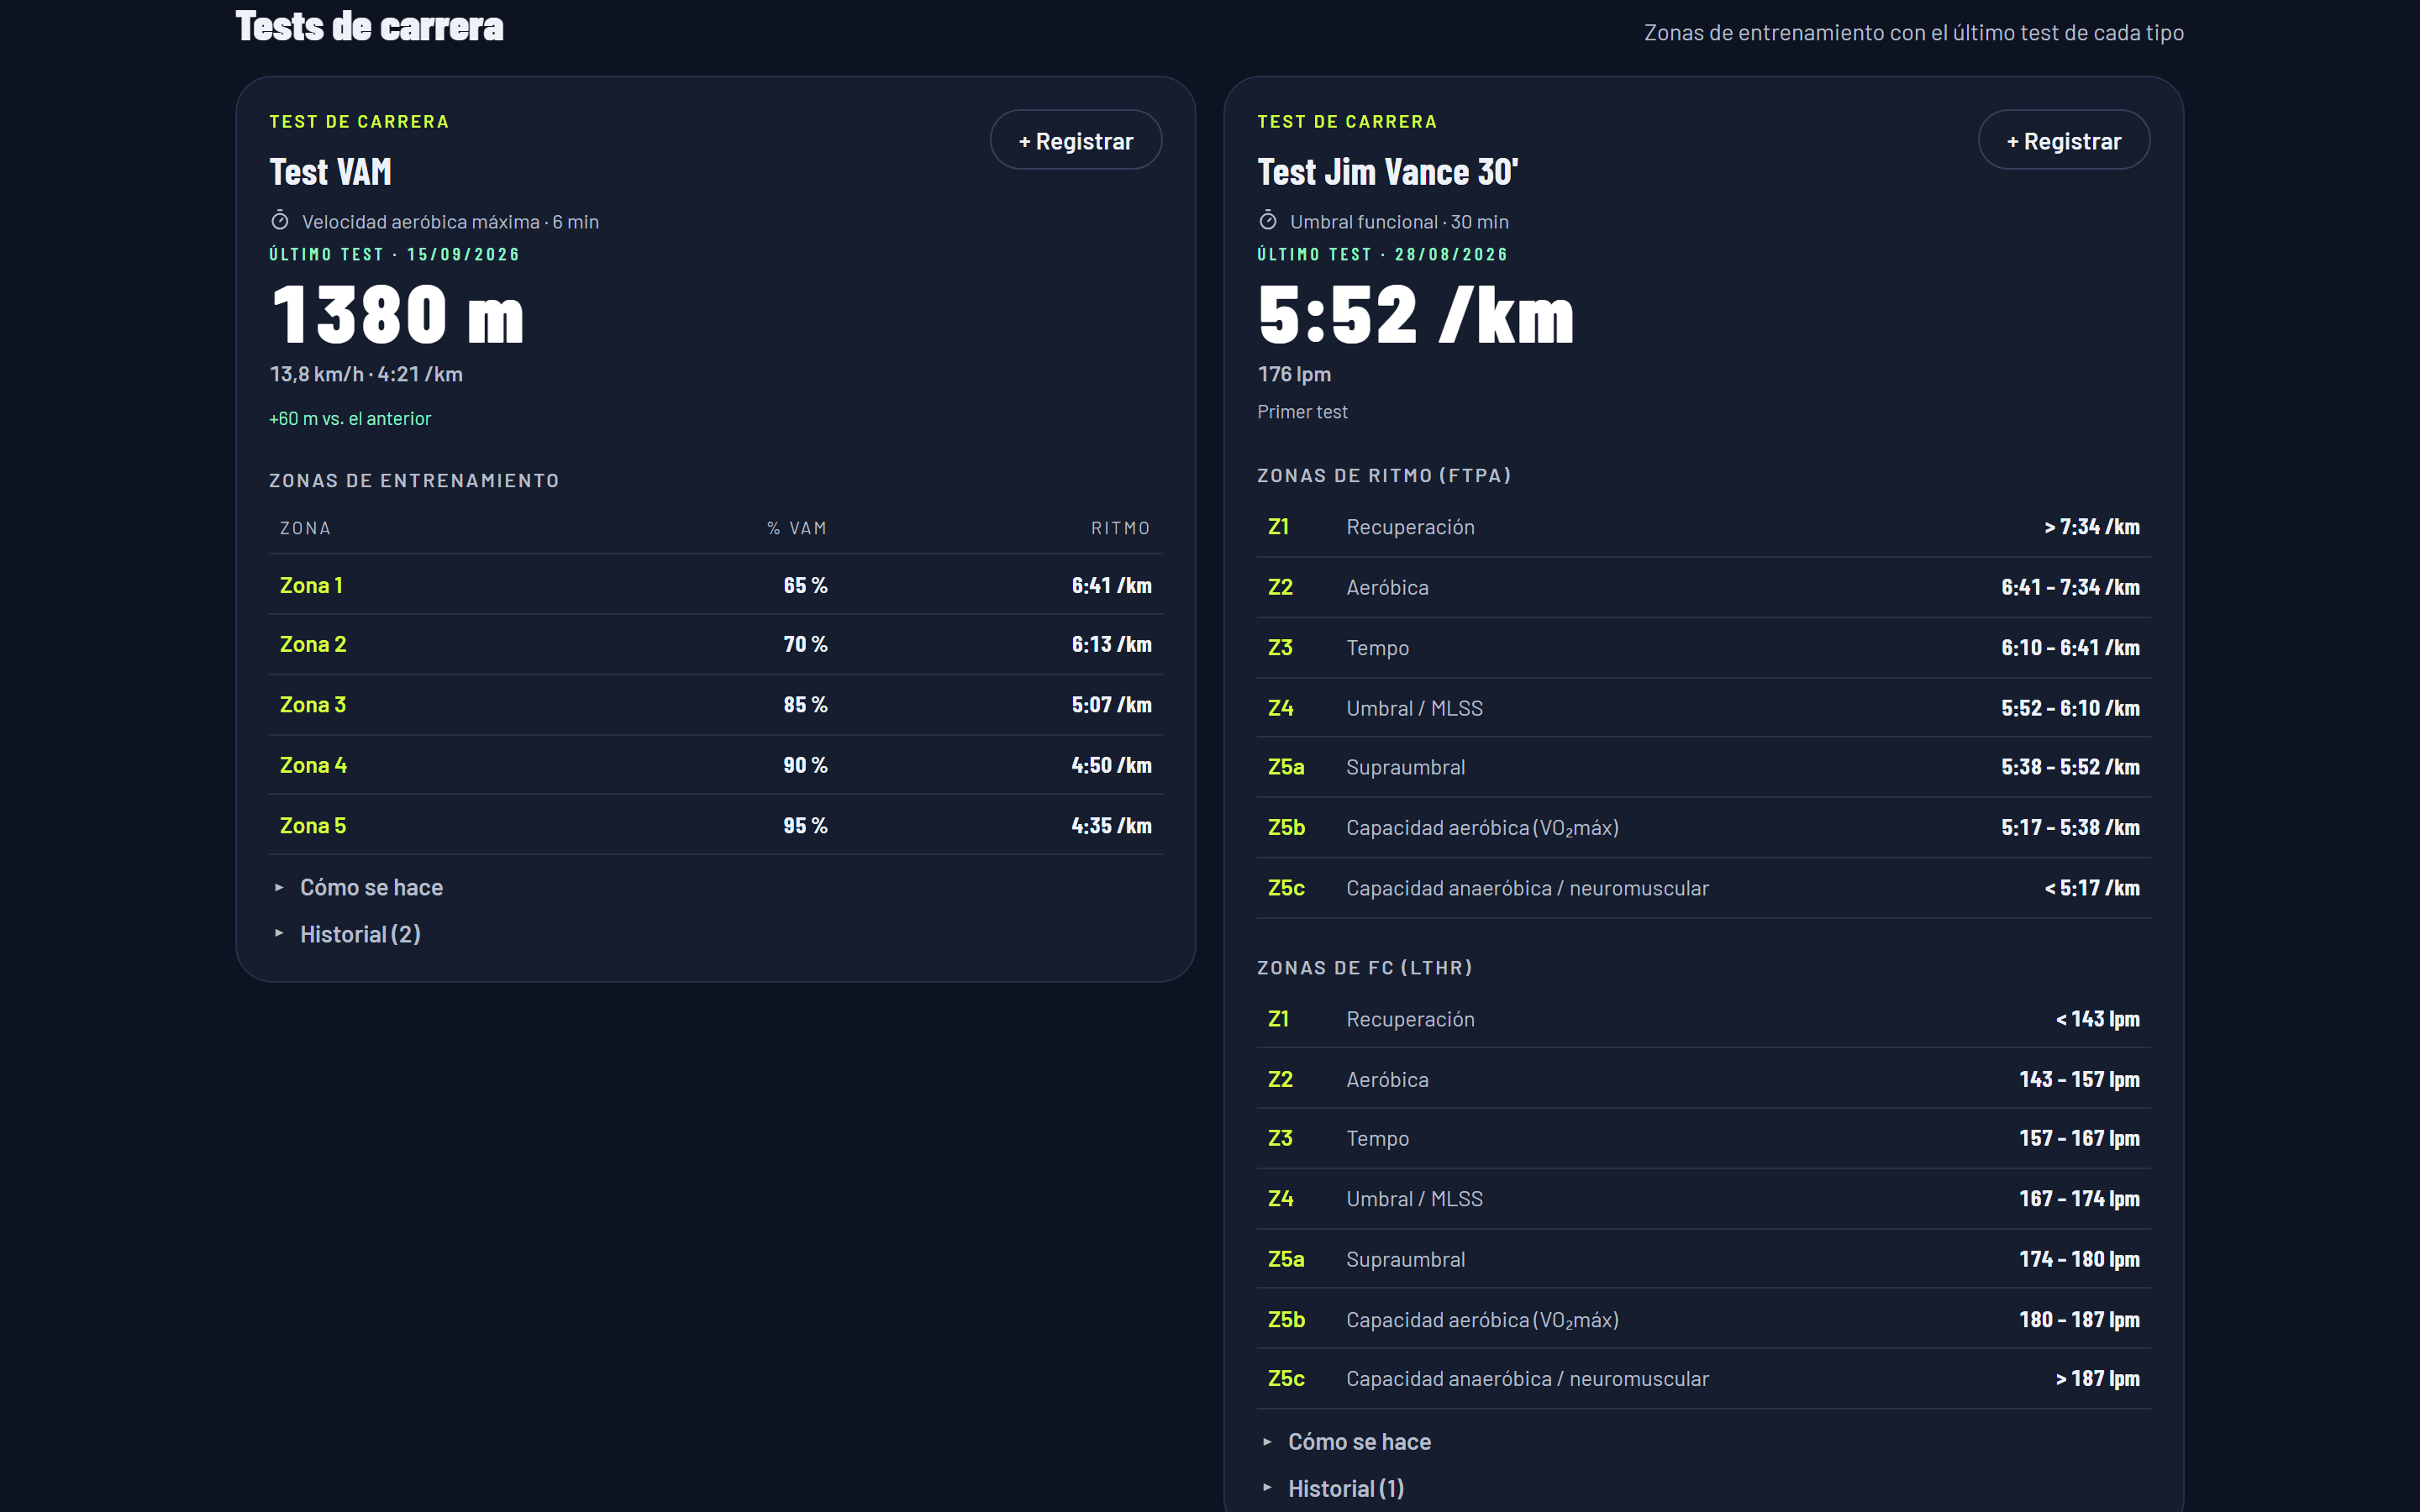 Tests de carrera
Zonas de entrenamiento con el último test de cada tipo
TEST DE CARRERA
+ Registrar
Test VAM
Velocidad aeróbica máxima · 6 min
ÚLTIMO TEST · 15/09/2026
1380 m
13,8 km/h · 4:21 /km
+60 m vs. el anterior
ZONAS DE ENTRENAMIENTO
ZONA % VAM RITMO
Zona 1 65 % 6:41 /km
Zona 2 70 % 6:13 /km
Zona 3 85 % 5:07 /km
Zona 4 90 % 4:50 /km
Zona 5 95 % 4:35 /km
▸ Cómo se hace
▸ Historial (2)
TEST DE CARRERA
+ Registrar
Test Jim Vance 30'
Umbral funcional · 30 min
ÚLTIMO TEST · 28/08/2026
5:52 /km
176 lpm
Primer test
ZONAS DE RITMO (FTPA)
Z1 Recuperación > 7:34 /km
Z2 Aeróbica 6:41 – 7:34 /km
Z3 Tempo 6:10 – 6:41 /km
Z4 Umbral / MLSS 5:52 – 6:10 /km
Z5a Supraumbral 5:38 – 5:52 /km
Z5b Capacidad aeróbica (VO₂máx) 5:17 – 5:38 /km
Z5c Capacidad anaeróbica / neuromuscular < 5:17 /km
ZONAS DE FC (LTHR)
Z1 Recuperación < 143 lpm
Z2 Aeróbica 143 – 157 lpm
Z3 Tempo 157 – 167 lpm
Z4 Umbral / MLSS 167 – 174 lpm
Z5a Supraumbral 174 – 180 lpm
Z5b Capacidad aeróbica (VO₂máx) 180 – 187 lpm
Z5c Capacidad anaeróbica / neuromuscular > 187 lpm
▸ Cómo se hace
▸ Historial (1)